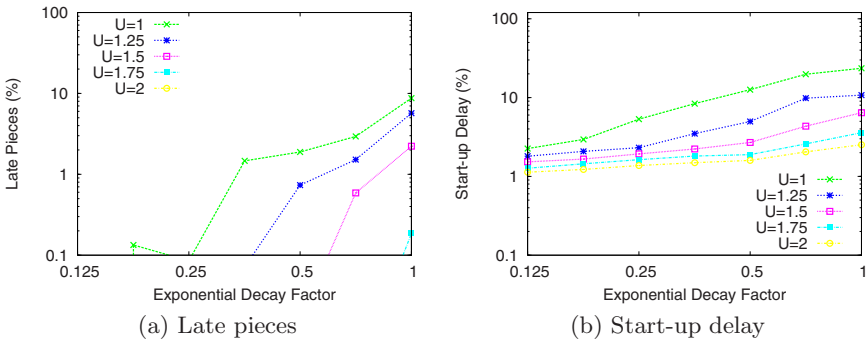 100
10
1
0.1
Late Pieces (%)
U=1
U=1.25
U=1.5
U=1.75
U=2
0.125
0.25
0.5
1
Exponential Decay Factor
(a) Late pieces
100
10
1
0.1
Start-up Delay (%)
U=1
U=1.25
U=1.5
U=1.75
U=2
0.125
0.25
0.5
1
Exponential Decay Factor
(b) Start-up delay